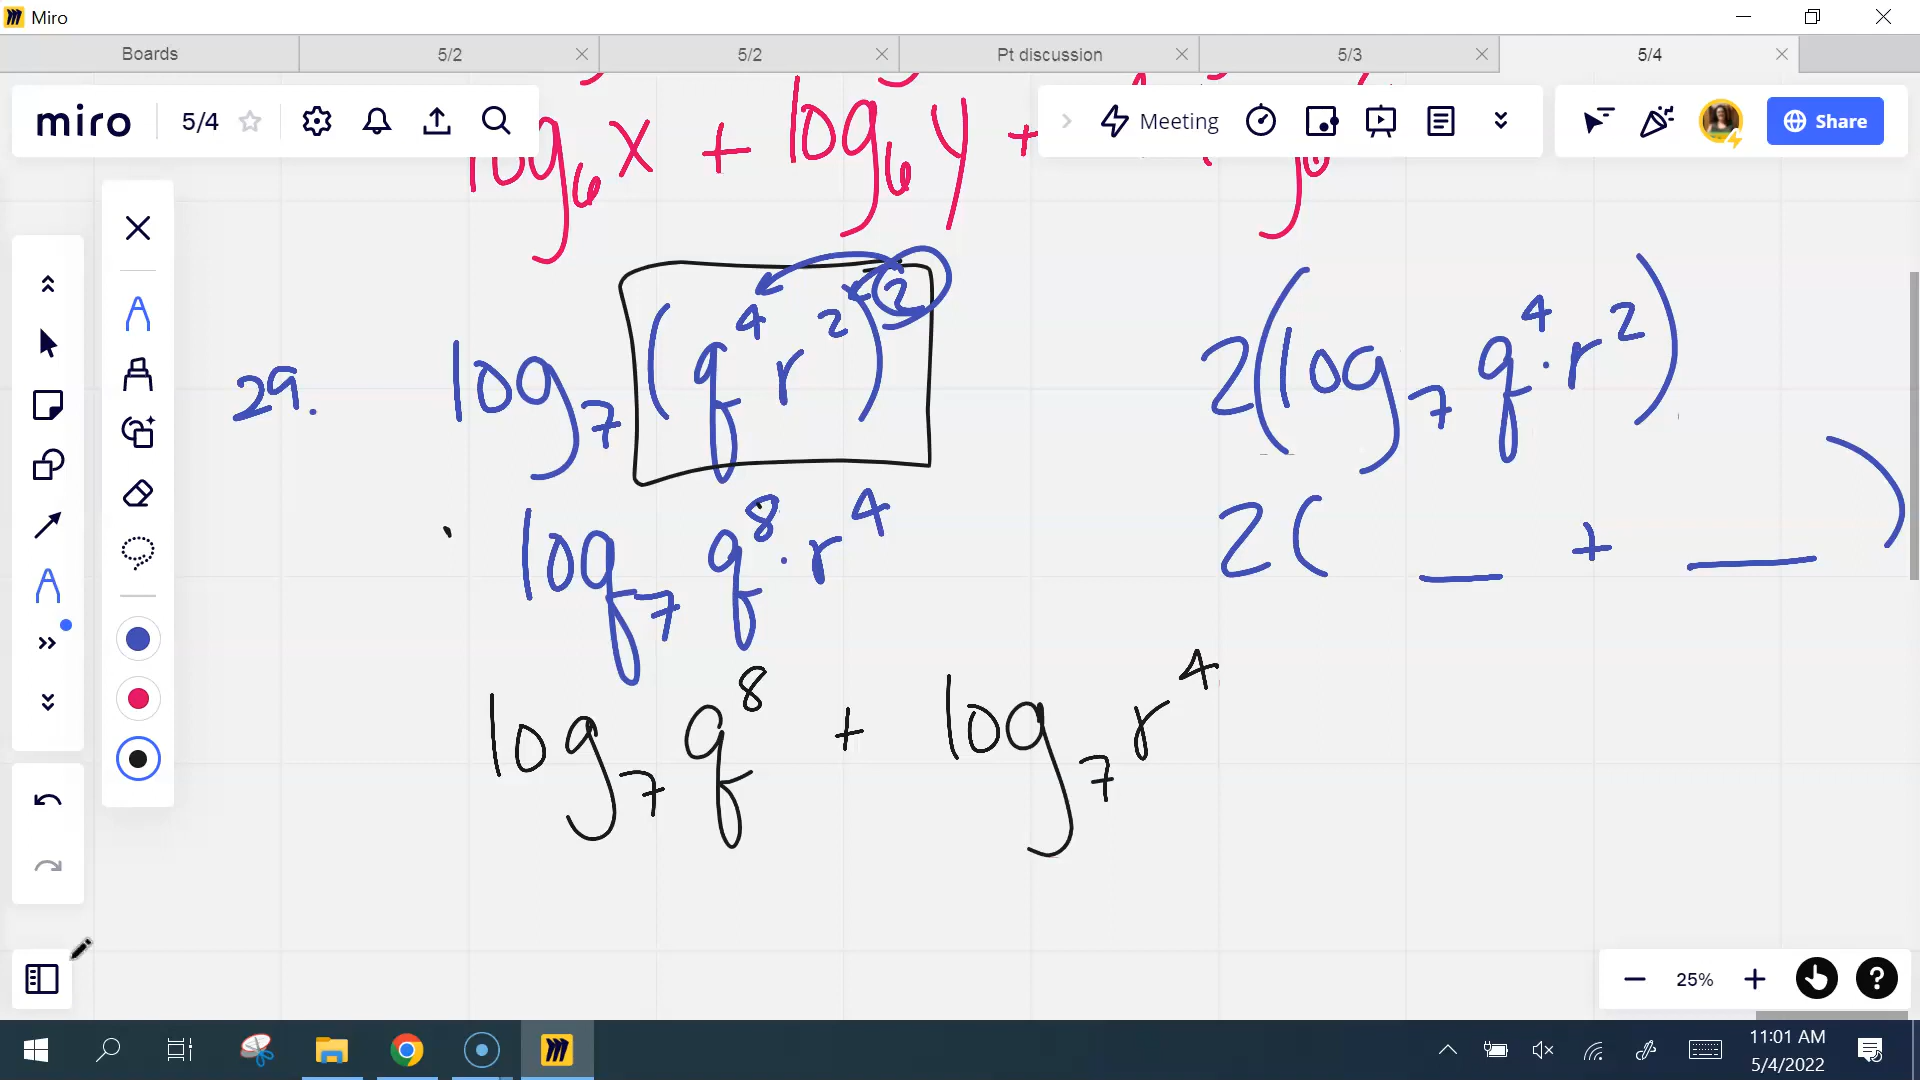 Miro
Boards 5/2 5/2 Pt discussion 5/3 5/4
miro 5/4 Meeting Share
log₆x + log₆y +
29. log₇(q⁴r²)² 2(log₇ q⁴·r²)
log₇ q⁸·r⁴ 2( __ + __ )
log₇ q⁸ + log₇ r⁴
25%
11:01 AM
5/4/2022